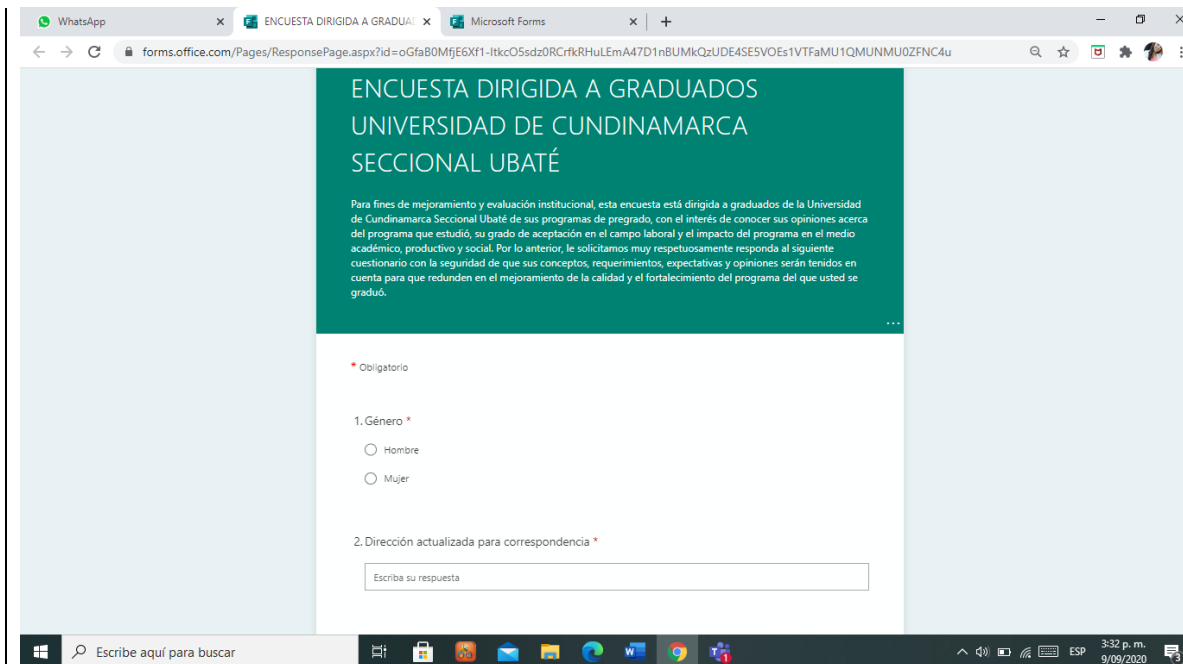 WhatsApp
ENCUESTA DIRIGIDA A GRADUAD
Microsoft Forms
forms.office.com/Pages/ResponsePage.aspx?id=oGfaB0MfjE6Xf1-ItkcO5sdz0RCrfkRHuLEmA47D1nBUMkQzUDE4SE5VOEs1VTFaMU1QMUNMU0ZFNC4u
ENCUESTA DIRIGIDA A GRADUADOS
UNIVERSIDAD DE CUNDINAMARCA
SECCIONAL UBATÉ
Para fines de mejoramiento y evaluación institucional, esta encuesta está dirigida a graduados de la Universidad
de Cundinamarca Seccional Ubaté de sus programas de pregrado, con el interés de conocer sus opiniones acerca
del programa que estudió, su grado de aceptación en el campo laboral y el impacto del programa en el medio
académico, productivo y social. Por lo anterior, le solicitamos muy respetuosamente responda al siguiente
cuestionario con la seguridad de que sus conceptos, requerimientos, expectativas y opiniones serán tenidos en
cuenta para que redunden en el mejoramiento de la calidad y el fortalecimiento del programa del que usted se
graduó.
...
* Obligatorio
1. Género *
Hombre
Mujer
2. Dirección actualizada para correspondencia *
Escriba su respuesta
Escribe aquí para buscar
ESP
3:32 p. m.
9/09/2020
3